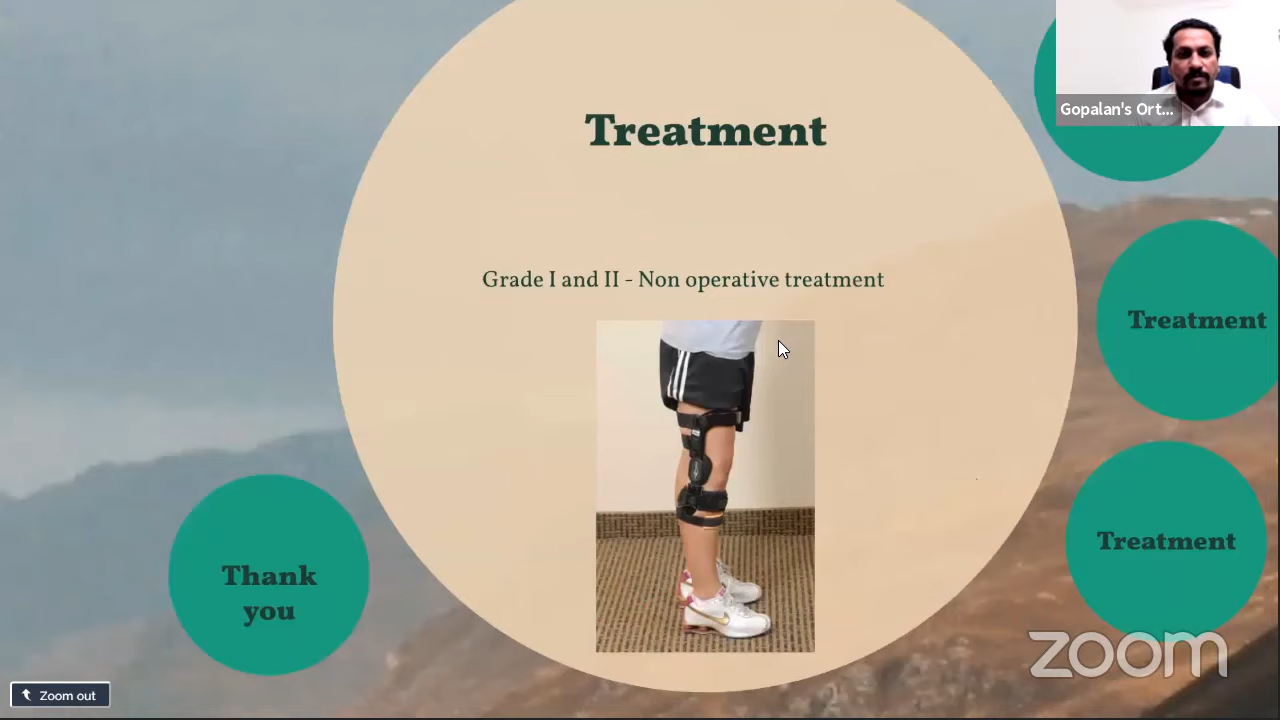 Treatment
Gopalan's Ort...
Grade I and II - Non operative treatment
Treatment
Treatment
Thank
you
zoom
Zoom out